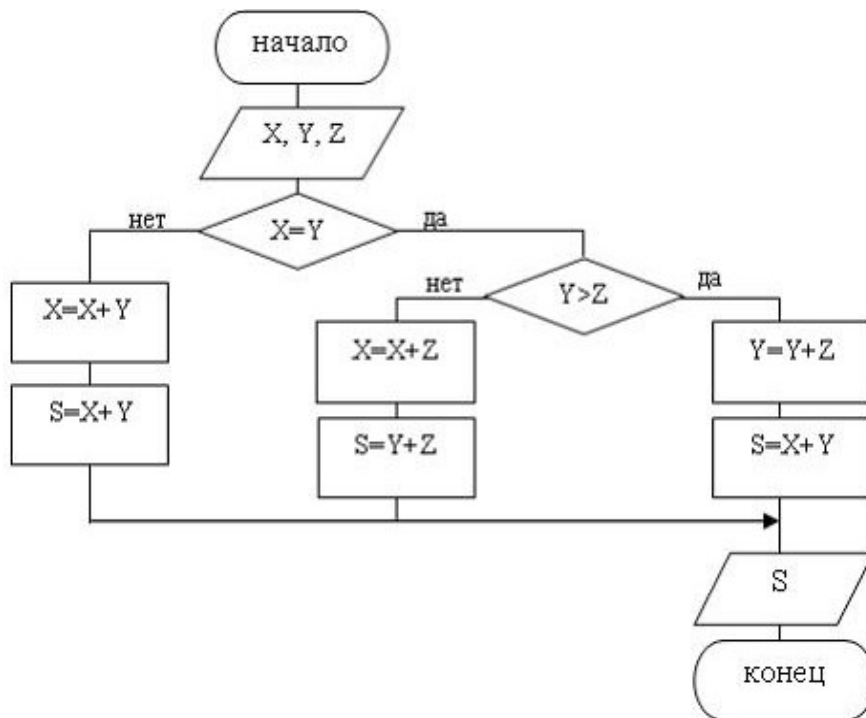 начало
X, Y, Z
нет
X=Y
да
X=X+Y
S=X+Y
нет
Y>Z
да
X=X+Z
S=Y+Z
Y=Y+Z
S=X+Y
S
конец